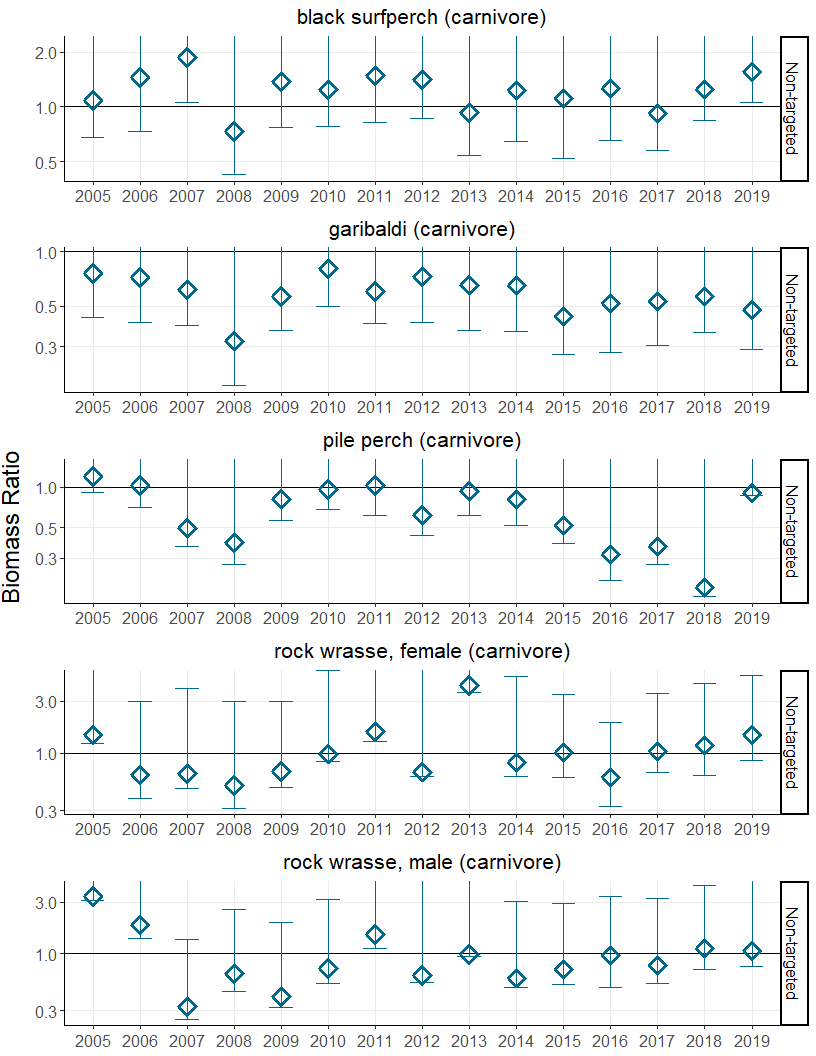 black surfperch (carnivore)
2.0
1.0
0.5
Non-targeted
2005 2006 2007 2008 2009 2010 2011 2012 2013 2014 2015 2016 2017 2018 2019
garibaldi (carnivore)
1.0
0.5
0.3
Non-targeted
2005 2006 2007 2008 2009 2010 2011 2012 2013 2014 2015 2016 2017 2018 2019
Biomass Ratio
pile perch (carnivore)
1.0
0.5
0.3
Non-targeted
2005 2006 2007 2008 2009 2010 2011 2012 2013 2014 2015 2016 2017 2018 2019
rock wrasse, female (carnivore)
3.0
1.0
0.3
Non-targeted
2005 2006 2007 2008 2009 2010 2011 2012 2013 2014 2015 2016 2017 2018 2019
rock wrasse, male (carnivore)
3.0
1.0
0.3
Non-targeted
2005 2006 2007 2008 2009 2010 2011 2012 2013 2014 2015 2016 2017 2018 2019